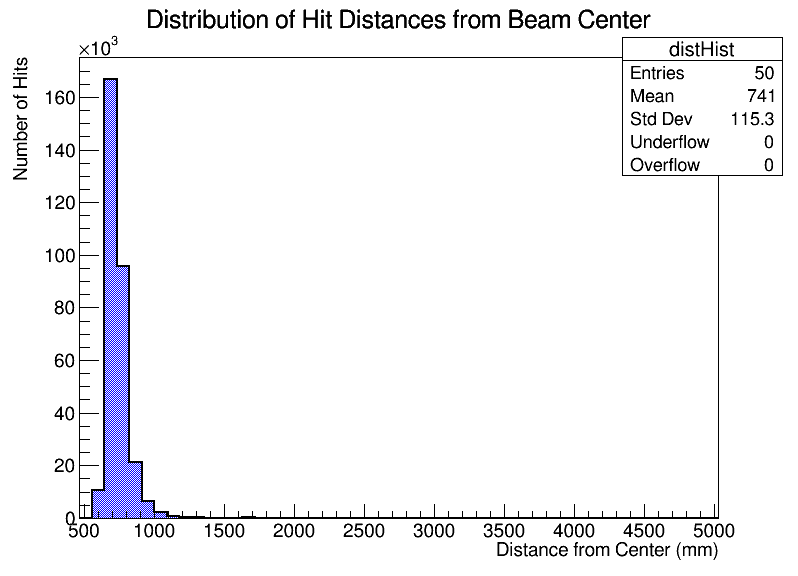 Distribution of Hit Distances from Beam Center
×10³
distHist
Entries 50
Mean 741
Std Dev 115.3
Underflow 0
Overflow 0
Number of Hits
160
140
120
100
80
60
40
20
0
500 1000 1500 2000 2500 3000 3500 4000 4500 5000
Distance from Center (mm)